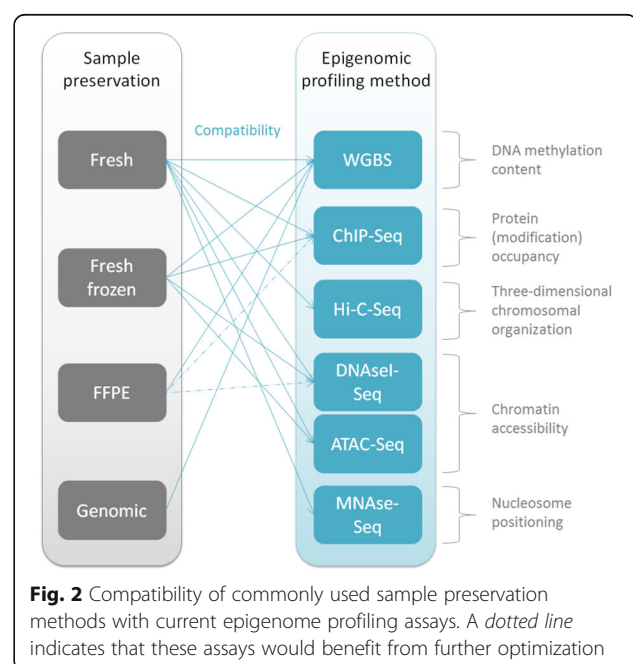 Sample
preservation
Epigenomic
profiling method
Compatibility
Fresh
WGBS
DNA methylation
content
ChIP-Seq
Protein
(modification)
occupancy
Fresh
frozen
Hi-C-Seq
Three-dimensional
chromosomal
organization
FFPE
DNAseI-
Seq
ATAC-Seq
Chromatin
accessibility
Genomic
MNAse-
Seq
Nucleosome
positioning
Fig. 2 Compatibility of commonly used sample preservation
methods with current epigenome profiling assays. A dotted line
indicates that these assays would benefit from further optimization